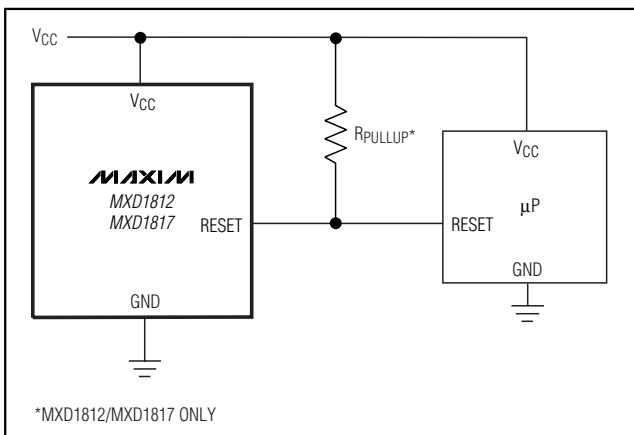 VCC
VCC
RPULLUP*
MAXIM
MXD1812
MXD1817
RESET
GND
VCC
µP
RESET
GND
*MXD1812/MXD1817 ONLY